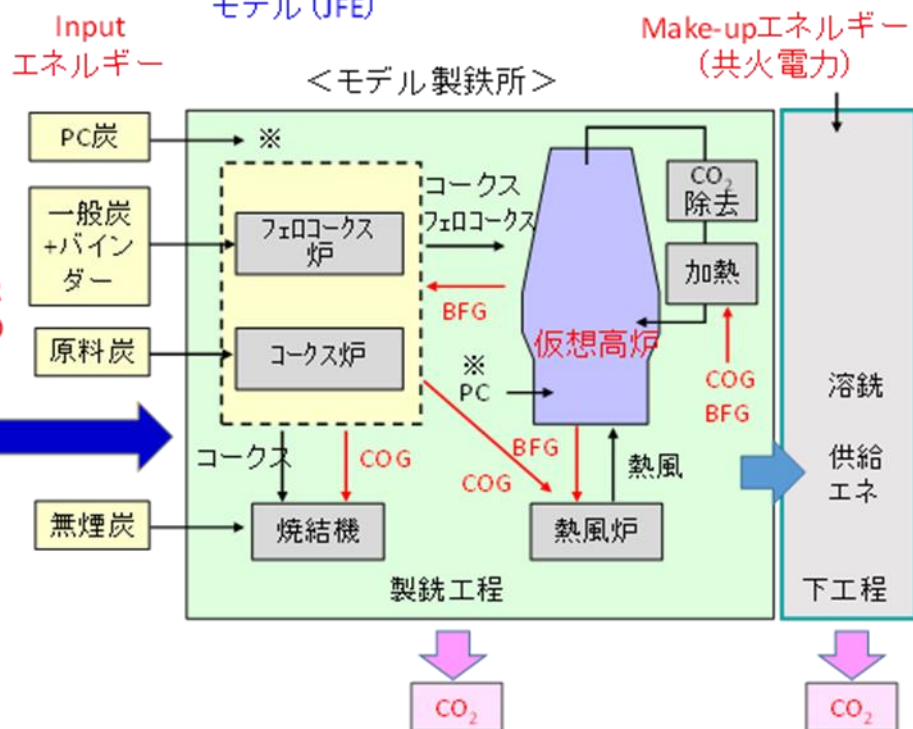 モデル(JFE)
Input
エネルギー
Make-upエネルギー
(共火電力)
＜モデル製鉄所＞
PC炭
※
一般炭
+バイン
ダー
原料炭
無煙炭
フェロコークス
炉
コークス炉
コークス
フェロコークス
BFG
※
PC
仮想高炉
CO₂
除去
加熱
COG
BFG
コークス
COG
BFG
COG
熱風
焼結機
熱風炉
製銑工程
溶銑
供給
エネ
下工程
CO₂
CO₂